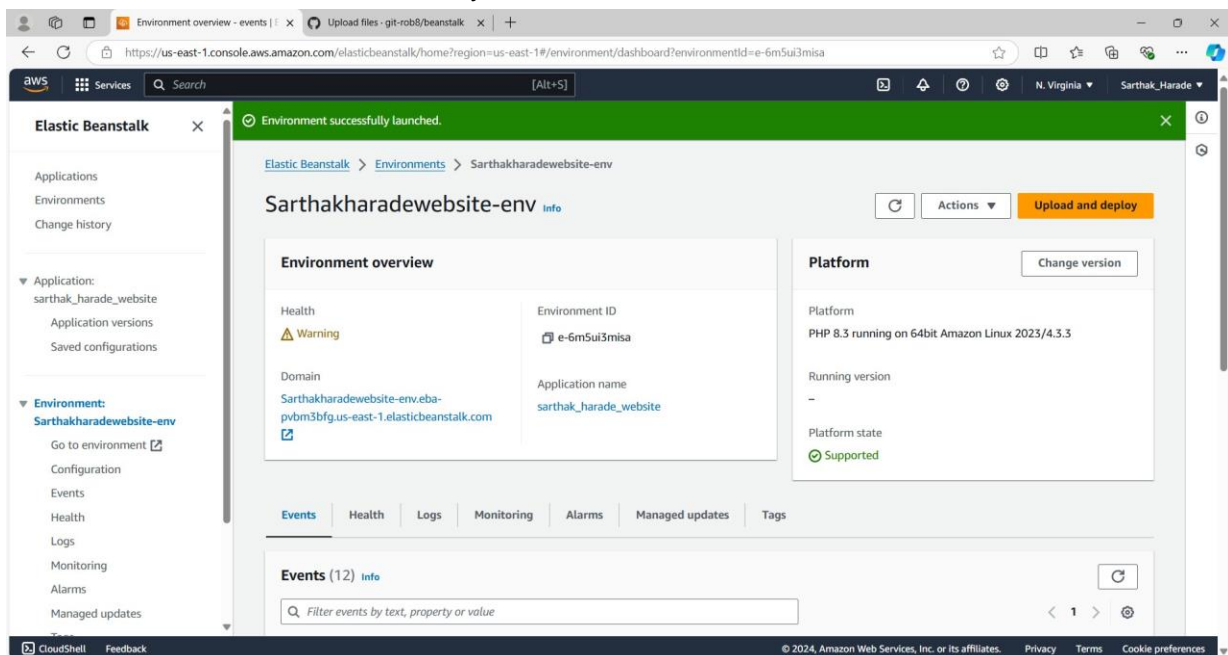 Environment overview - events |
Upload files · git-rob8/beanstalk
https://us-east-1.console.aws.amazon.com/elasticbeanstalk/home?region=us-east-1#/environment/dashboard?environmentId=e-6m5ui3misa
aws Services Search [Alt+S] N. Virginia ▼ Sarthak_Harade ▼
Elastic Beanstalk
Applications
Environments
Change history
▼ Application:
sarthak_harade_website
Application versions
Saved configurations
▼ Environment:
Sarthakharadewebsite-env
Go to environment
Configuration
Events
Health
Logs
Monitoring
Alarms
Managed updates
Environment successfully launched.
Elastic Beanstalk > Environments > Sarthakharadewebsite-env
Sarthakharadewebsite-env Info
Actions ▼
Upload and deploy
Environment overview
Health
Warning
Domain
Sarthakharadewebsite-env.eba-
pvbm3bfg.us-east-1.elasticbeanstalk.com
Environment ID
e-6m5ui3misa
Application name
sarthak_harade_website
Platform
Change version
Platform
PHP 8.3 running on 64bit Amazon Linux 2023/4.3.3
Running version
–
Platform state
Supported
Events Health Logs Monitoring Alarms Managed updates Tags
Events (12) Info
Filter events by text, property or value
< 1 >
CloudShell Feedback © 2024, Amazon Web Services, Inc. or its affiliates. Privacy Terms Cookie preferences